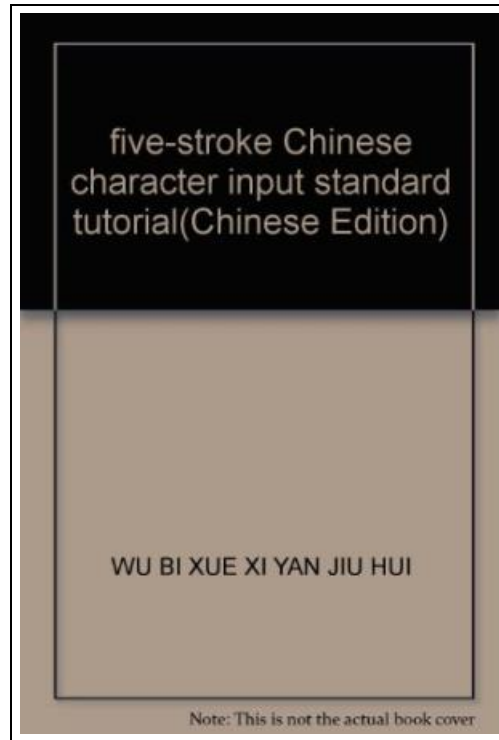 five-stroke Chinese
character input standard
tutorial(Chinese Edition)
WU BI XUE XI YAN JIU HUI
Note: This is not the actual book cover